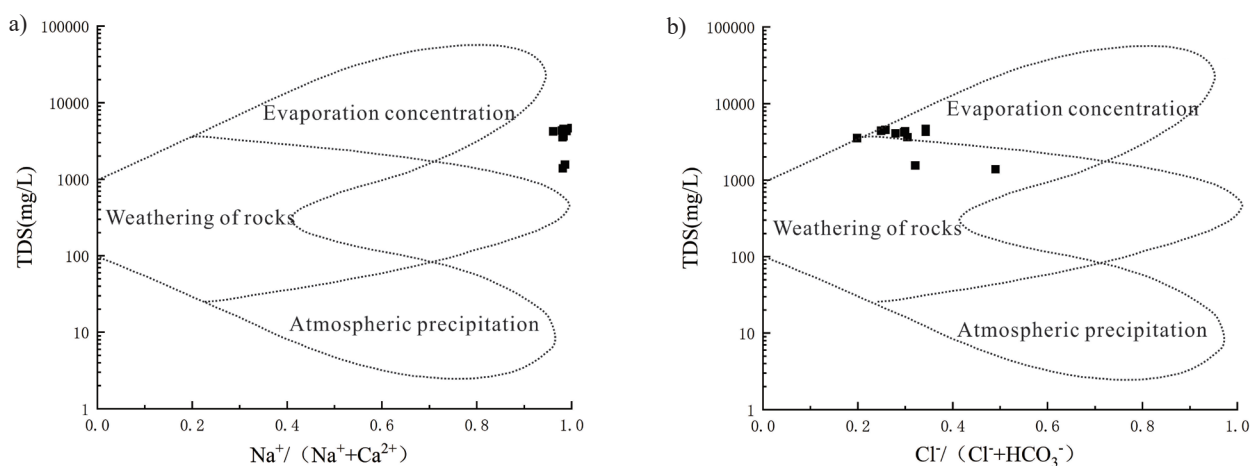 a)
100000
10000
1000
100
10
1
TDS(mg/L)
Evaporation concentration
Weathering of rocks
Atmospheric precipitation
0.0 0.2 0.4 0.6 0.8 1.0
Na⁺/（Na⁺+Ca²⁺）
b)
100000
10000
1000
100
10
1
TDS(mg/L)
Evaporation concentration
Weathering of rocks
Atmospheric precipitation
0.0 0.2 0.4 0.6 0.8 1.0
Cl⁻/（Cl⁻+HCO₃⁻）